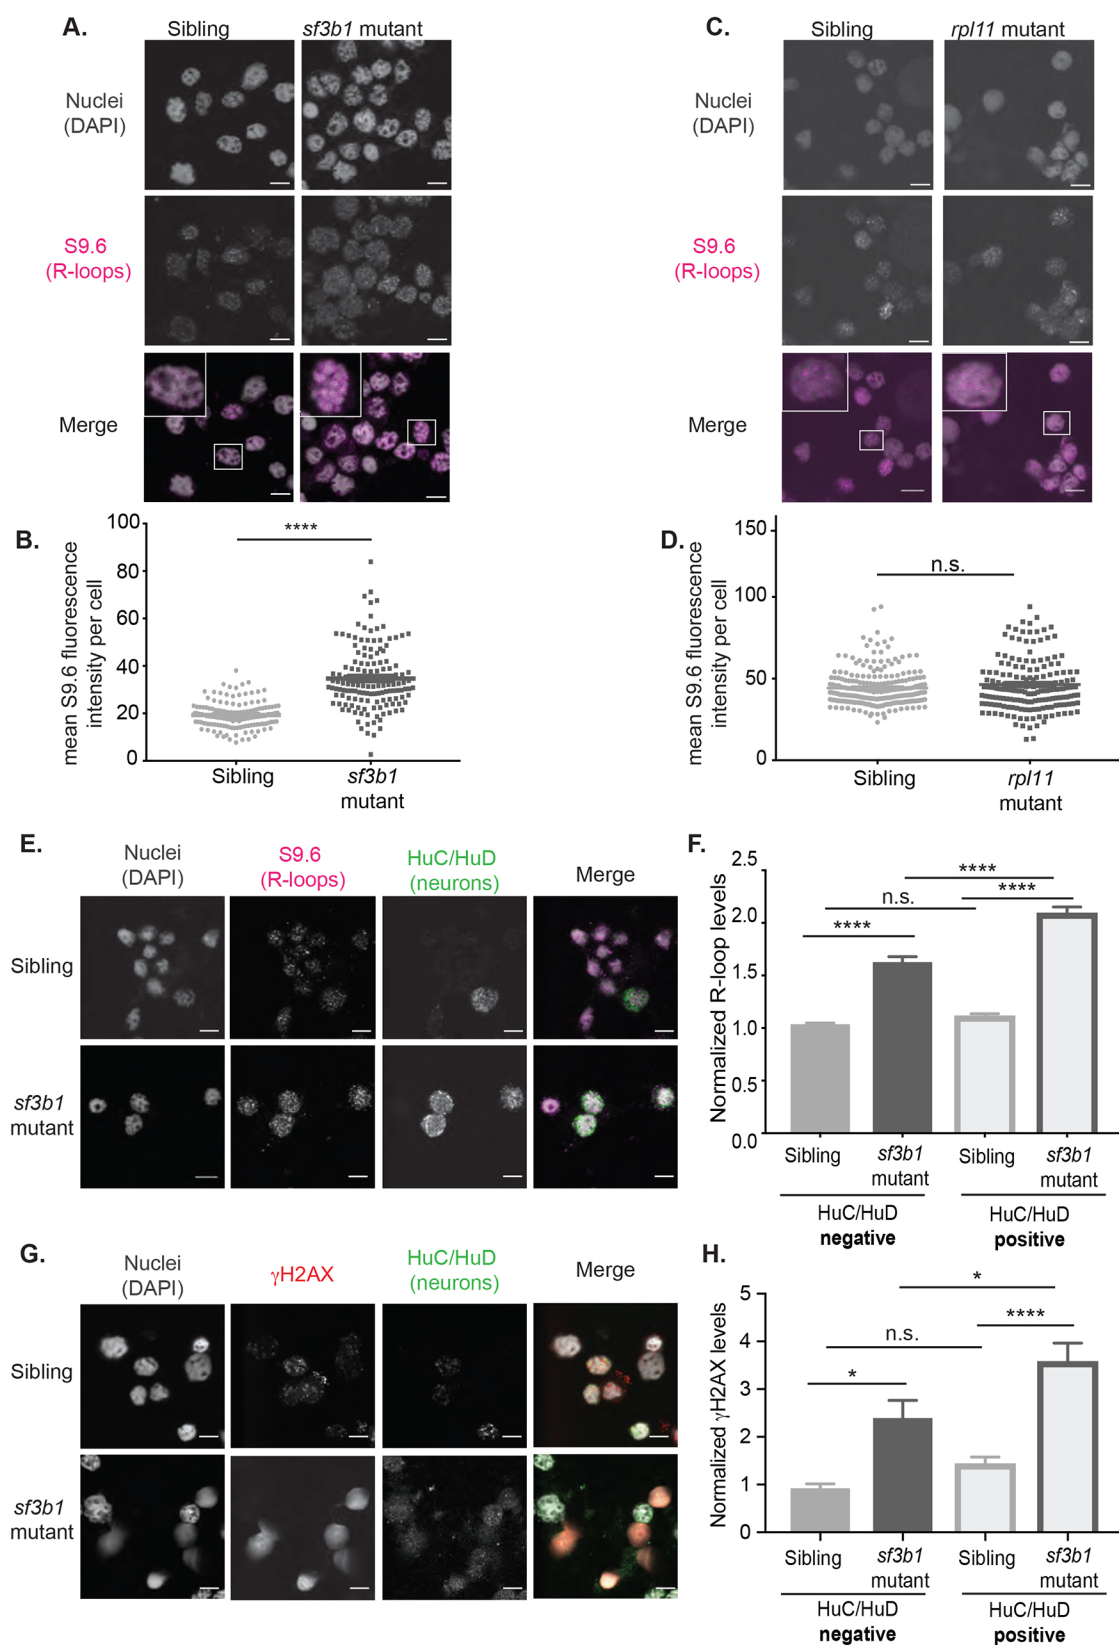 A.
Sibling
sf3b1 mutant
Nuclei
(DAPI)
S9.6
(R-loops)
Merge
C.
Sibling
rpl11 mutant
Nuclei
(DAPI)
S9.6
(R-loops)
Merge
B.
mean S9.6 fluorescence
intensity per cell
100
80
60
40
20
0
****
Sibling
sf3b1
mutant
D.
mean S9.6 fluorescence
intensity per cell
150
100
50
0
n.s.
Sibling
rpl11
mutant
E.
Nuclei
(DAPI)
S9.6
(R-loops)
HuC/HuD
(neurons)
Merge
Sibling
sf3b1
mutant
F.
Normalized R-loop levels
2.5
2.0
1.5
1.0
0.5
0.0
****
n.s.
****
****
Sibling
sf3b1
mutant
Sibling
sf3b1
mutant
HuC/HuD
negative
HuC/HuD
positive
G.
Nuclei
(DAPI)
γH2AX
HuC/HuD
(neurons)
Merge
Sibling
sf3b1
mutant
H.
Normalized γH2AX levels
5
4
3
2
1
0
*
n.s.
****
*
Sibling
sf3b1
mutant
Sibling
sf3b1
mutant
HuC/HuD
negative
HuC/HuD
positive